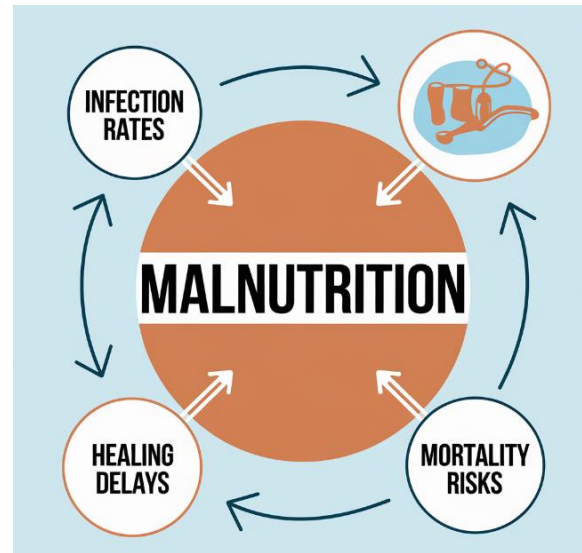 INFECTION
RATES
MALNUTRITION
HEALING
DELAYS
MORTALITY
RISKS